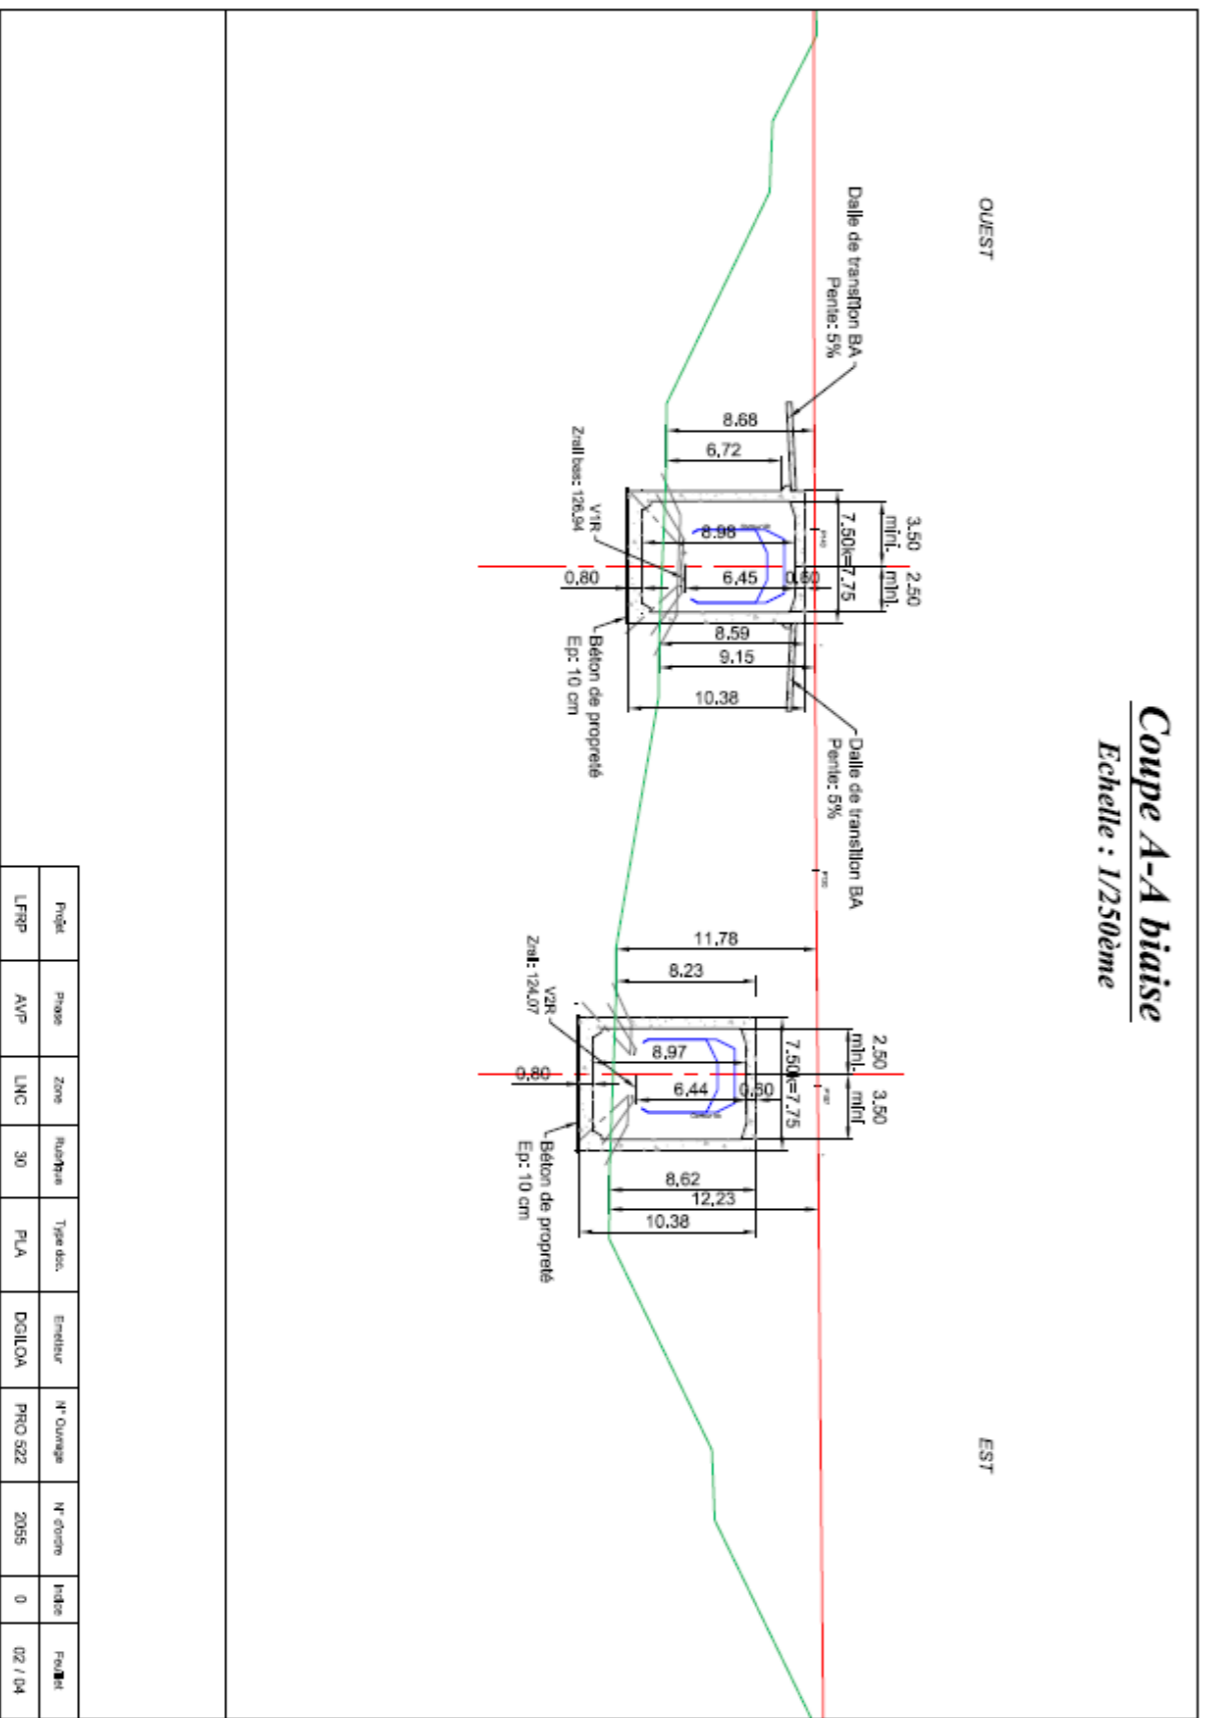 Coupe A-A biaise
Echelle : 1/250ème
OUEST
EST
Dalle de transition BA
Pente: 5%
3.50
mini.
2.50
mini.
7.50k=7.75
8.68
6.72
8.98
6.45
0.60
0.80
8.59
9.15
10.38
V1R
Zrail bas: 126.94
Béton de propreté
Ep: 10 cm
Dalle de transition BA
Pente: 5%
2.50
mini.
3.50
mini
7.50k=7.75
11.78
8.23
8.97
6.44
0.60
0.80
8.62
12.23
10.38
V2R
Zrail: 124.07
Béton de propreté
Ep: 10 cm
Projet Phase Zone Rubrique Type doc. Emetteur N° Ouvrage N° d'ordre Indice Feuillet
LFRP AVP LNC 30 PLA DGILOA PRO 522 2055 0 02 / 04